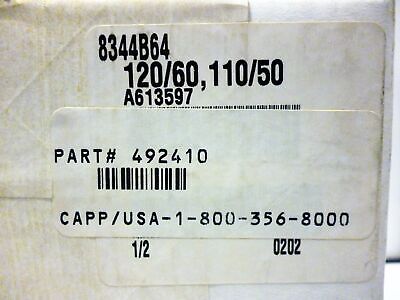 8344B64
120/60,110/50
A613597
PART# 492410
CAPP/USA-1-800-356-8000
1/2 0202